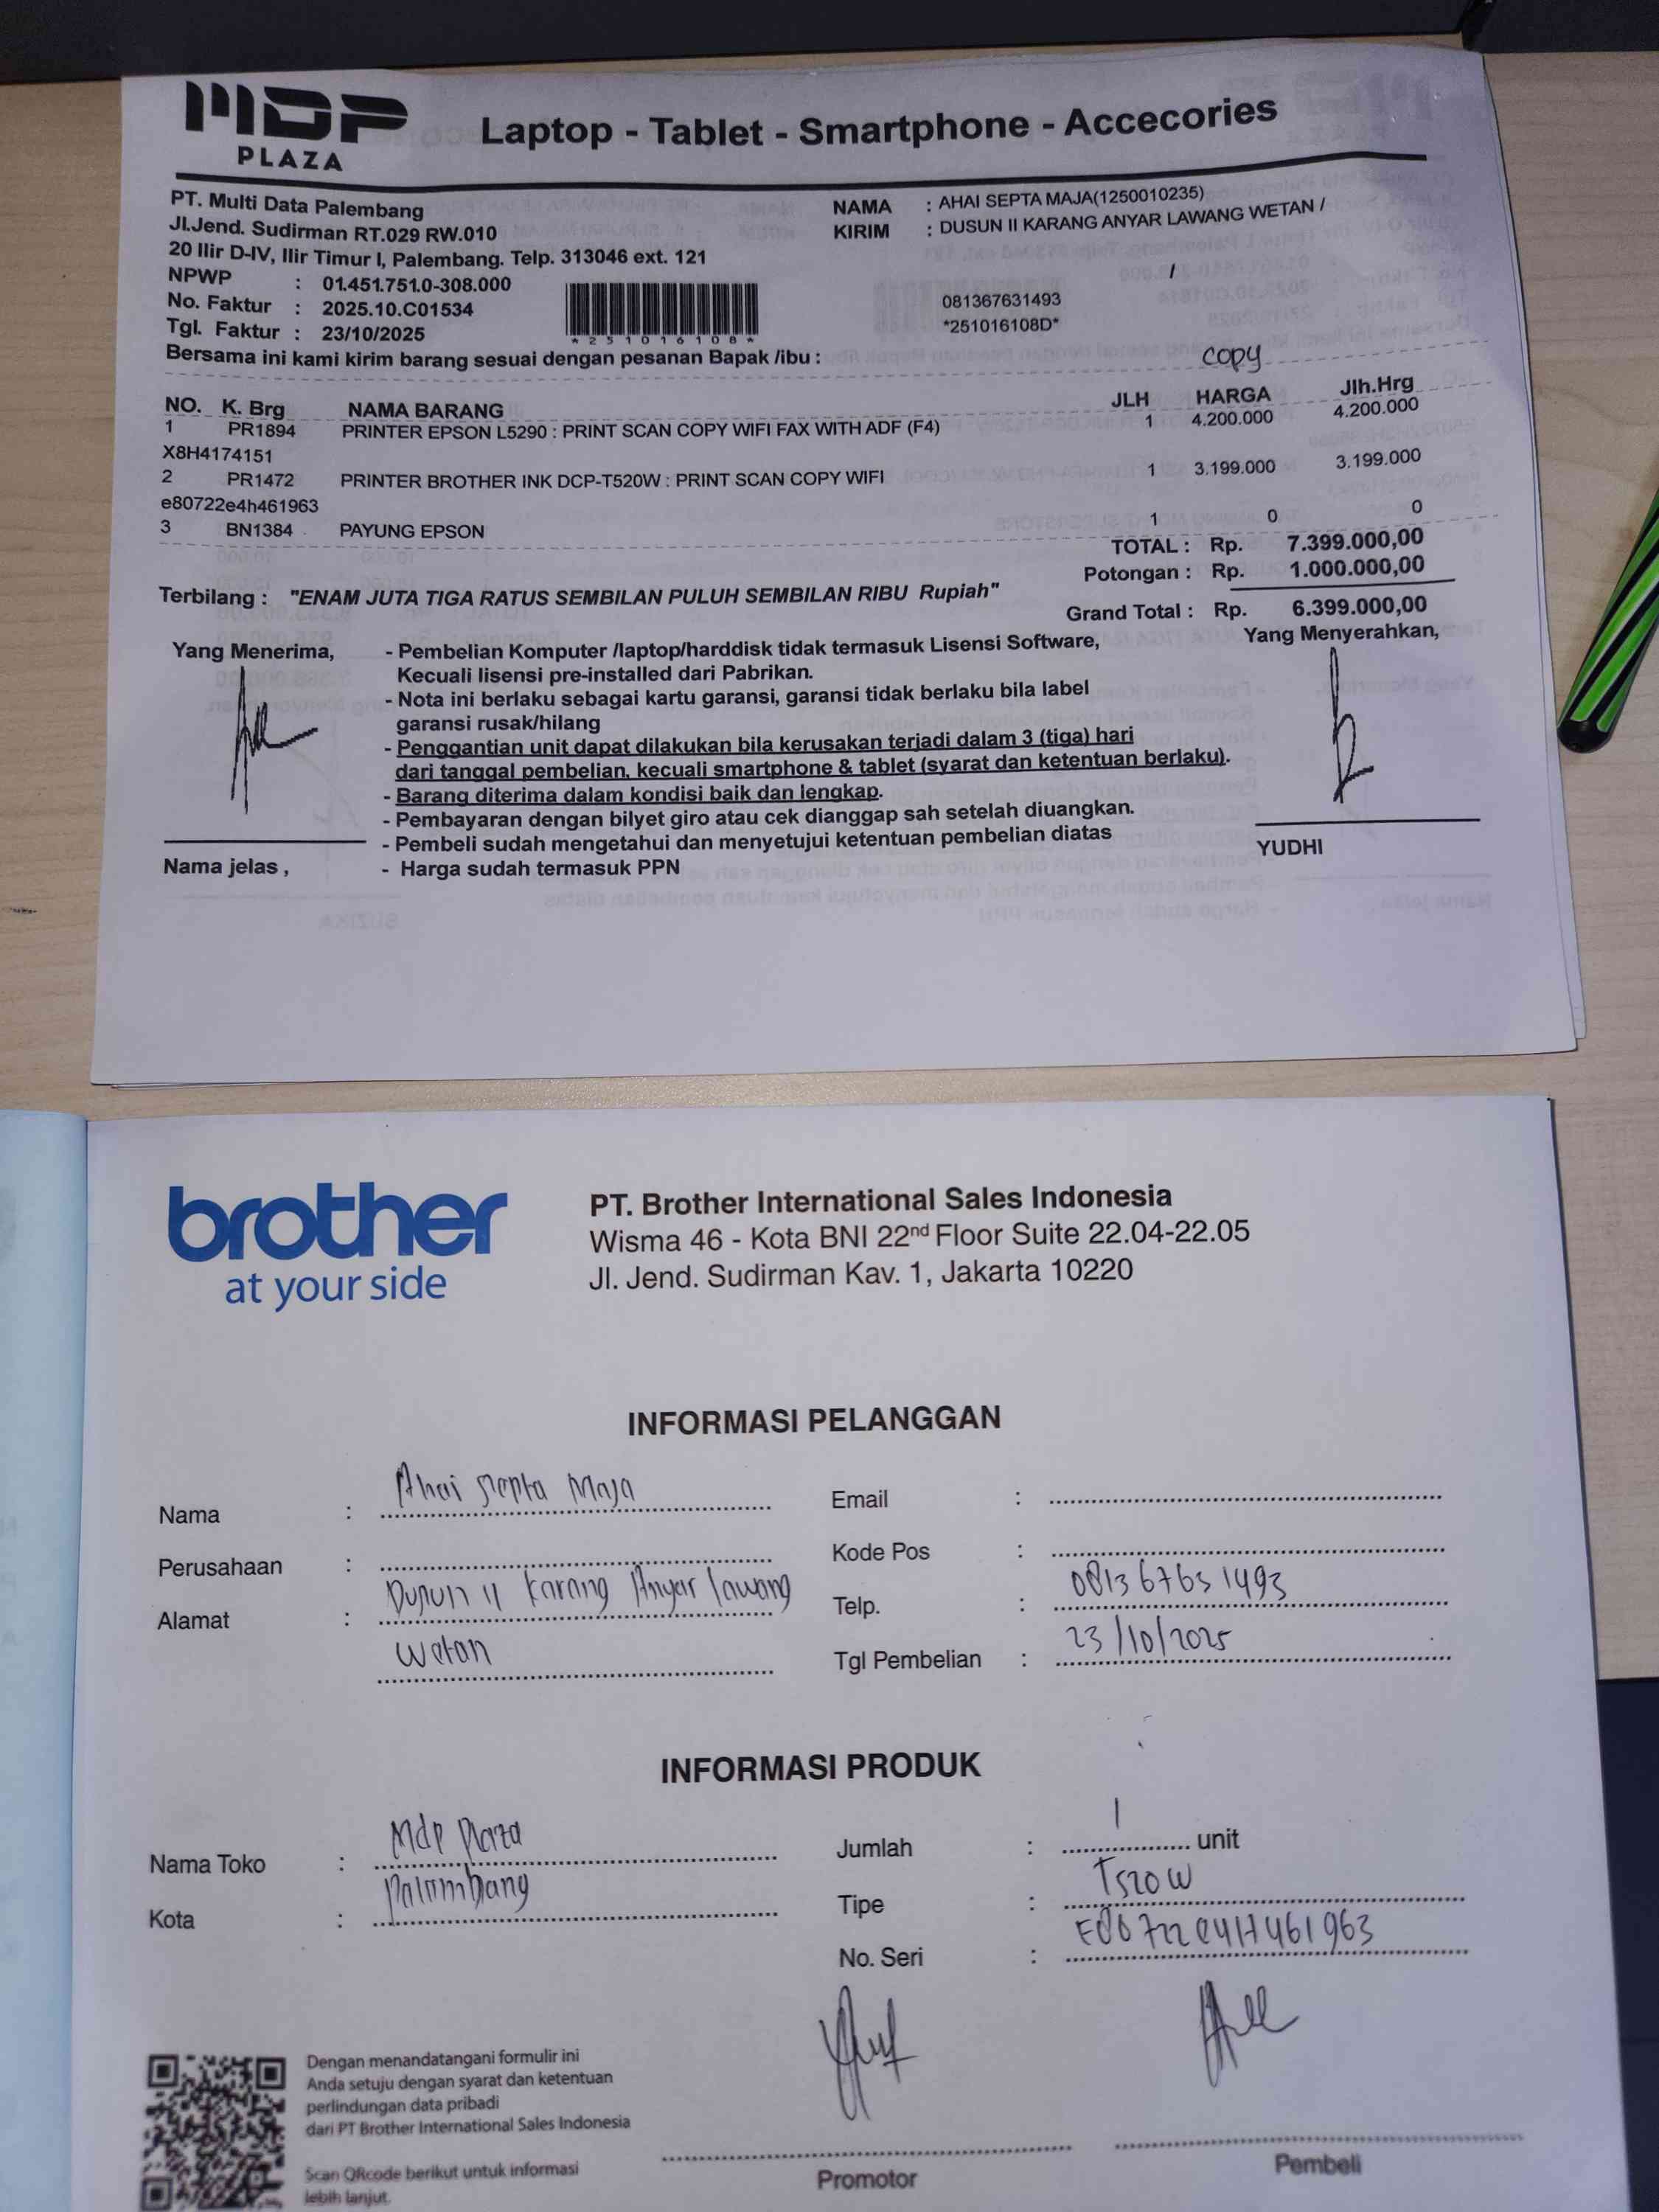 MDP
PLAZA
Laptop - Tablet - Smartphone - Accecories
PT. Multi Data Palembang
Jl.Jend. Sudirman RT.029 RW.010
20 Ilir D-IV, Ilir Timur I, Palembang. Telp. 313046 ext. 121
NPWP : 01.451.751.0-308.000
No. Faktur : 2025.10.C01534
Tgl. Faktur : 23/10/2025
*251016108*
NAMA : AHAI SEPTA MAJA(1250010235)
KIRIM : DUSUN II KARANG ANYAR LAWANG WETAN /
/
081367631493
*251016108D*
Bersama ini kami kirim barang sesuai dengan pesanan Bapak /ibu :
copy
NO. K. Brg NAMA BARANG JLH HARGA Jlh.Hrg
1 PR1894 PRINTER EPSON L5290 : PRINT SCAN COPY WIFI FAX WITH ADF (F4) 1 4.200.000 4.200.000
X8H4174151
2 PR1472 PRINTER BROTHER INK DCP-T520W : PRINT SCAN COPY WIFI 1 3.199.000 3.199.000
e80722e4h461963
3 BN1384 PAYUNG EPSON 1 0 0
TOTAL : Rp. 7.399.000,00
Potongan : Rp. 1.000.000,00
Terbilang : "ENAM JUTA TIGA RATUS SEMBILAN PULUH SEMBILAN RIBU Rupiah"
Grand Total : Rp. 6.399.000,00
Yang Menerima,
- Pembelian Komputer /laptop/harddisk tidak termasuk Lisensi Software,
Kecuali lisensi pre-installed dari Pabrikan.
- Nota ini berlaku sebagai kartu garansi, garansi tidak berlaku bila label
garansi rusak/hilang
- Penggantian unit dapat dilakukan bila kerusakan terjadi dalam 3 (tiga) hari
dari tanggal pembelian, kecuali smartphone & tablet (syarat dan ketentuan berlaku).
- Barang diterima dalam kondisi baik dan lengkap.
- Pembayaran dengan bilyet giro atau cek dianggap sah setelah diuangkan.
- Pembeli sudah mengetahui dan menyetujui ketentuan pembelian diatas
- Harga sudah termasuk PPN
Nama jelas ,
Yang Menyerahkan,
YUDHI
brother
at your side
PT. Brother International Sales Indonesia
Wisma 46 - Kota BNI 22nd Floor Suite 22.04-22.05
Jl. Jend. Sudirman Kav. 1, Jakarta 10220
INFORMASI PELANGGAN
Nama : Ahai Septa Maja
Perusahaan :
Alamat : Dusun II Karang Anyar lawang
wetan
Email :
Kode Pos :
Telp. : 081367631493
Tgl Pembelian : 23/10/2025
INFORMASI PRODUK
Nama Toko : Mdp Plaza
Kota : Palembang
Jumlah : 1 unit
Tipe : T520W
No. Seri : E80722e4H461963
Dengan menandatangani formulir ini
Anda setuju dengan syarat dan ketentuan
perlindungan data pribadi
dari PT Brother International Sales Indonesia
Scan QRcode berikut untuk informasi
lebih lanjut.
Promotor
Pembeli